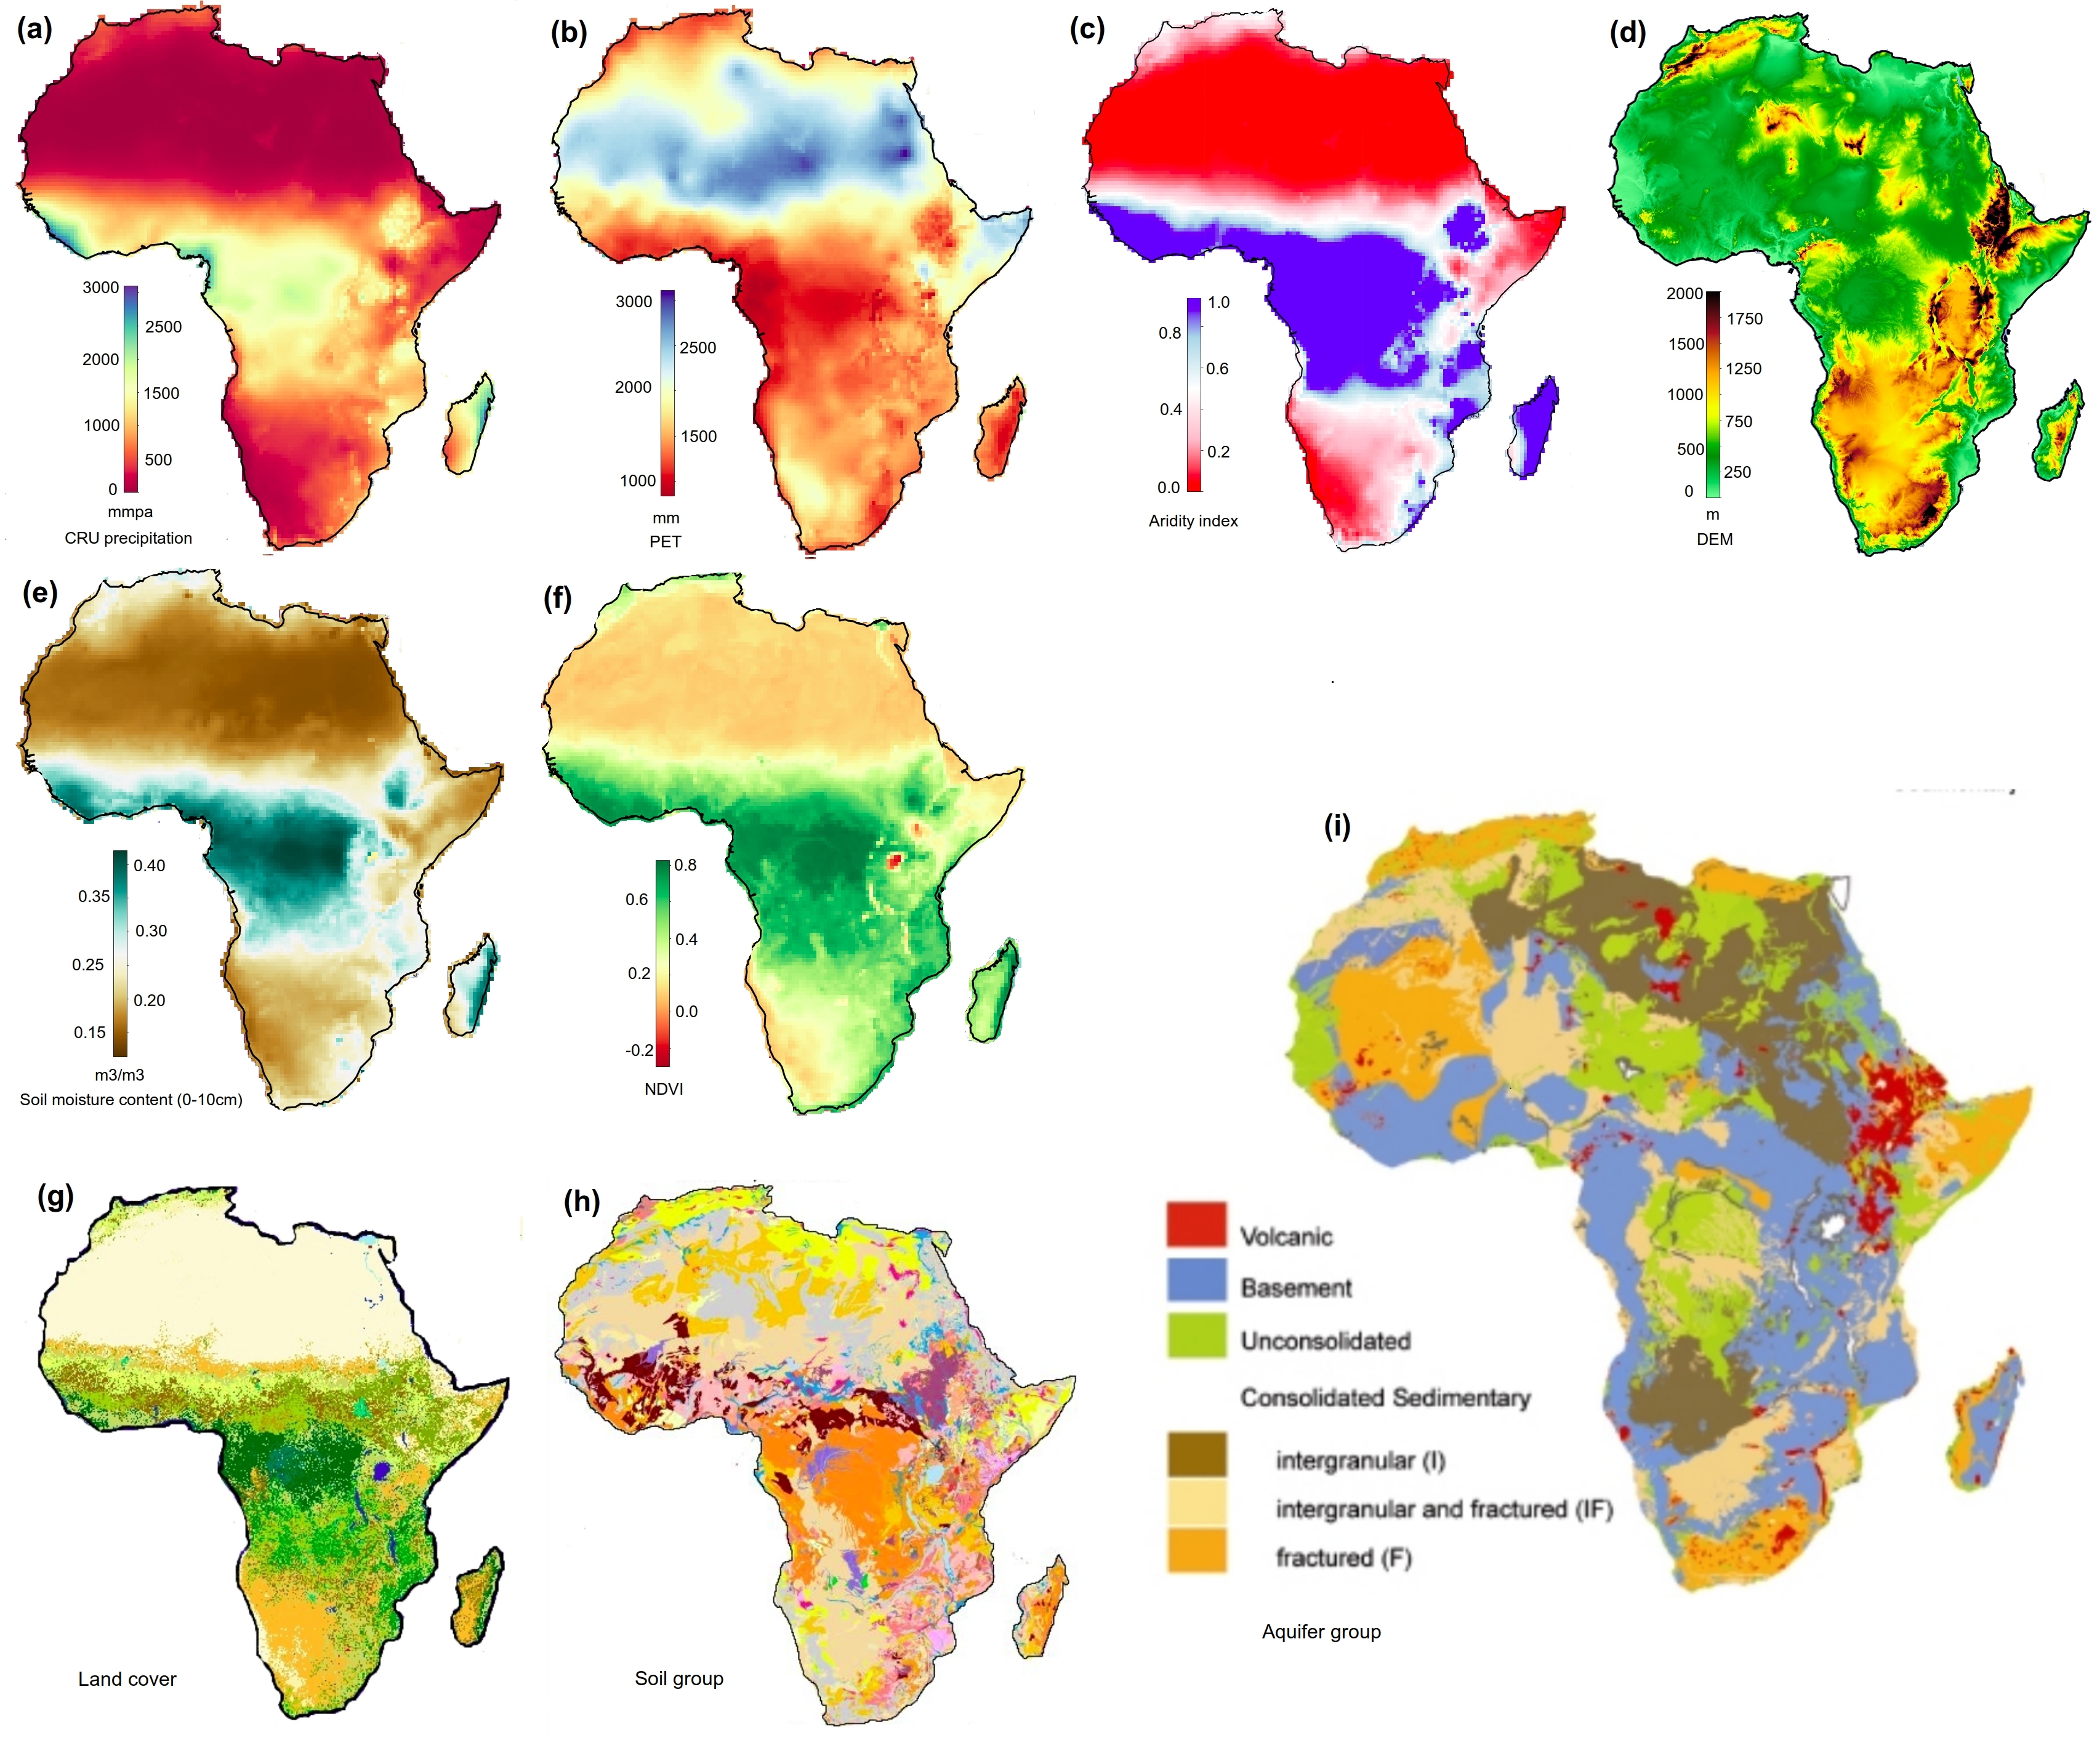 (a)
3000
2500
2000
1500
1000
500
0
mmpa
CRU precipitation
(b)
3000
2500
2000
1500
1000
mm
PET
(c)
1.0
0.8
0.6
0.4
0.2
0.0
Aridity index
(d)
2000
1750
1500
1250
1000
750
500
250
0
m
DEM
(e)
0.40
0.35
0.30
0.25
0.20
0.15
m3/m3
Soil moisture content (0-10cm)
(f)
0.8
0.6
0.4
0.2
0.0
-0.2
NDVI
(g)
Land cover
(h)
Soil group
(i)
Volcanic
Basement
Unconsolidated
Consolidated Sedimentary
intergranular (I)
intergranular and fractured (IF)
fractured (F)
Aquifer group